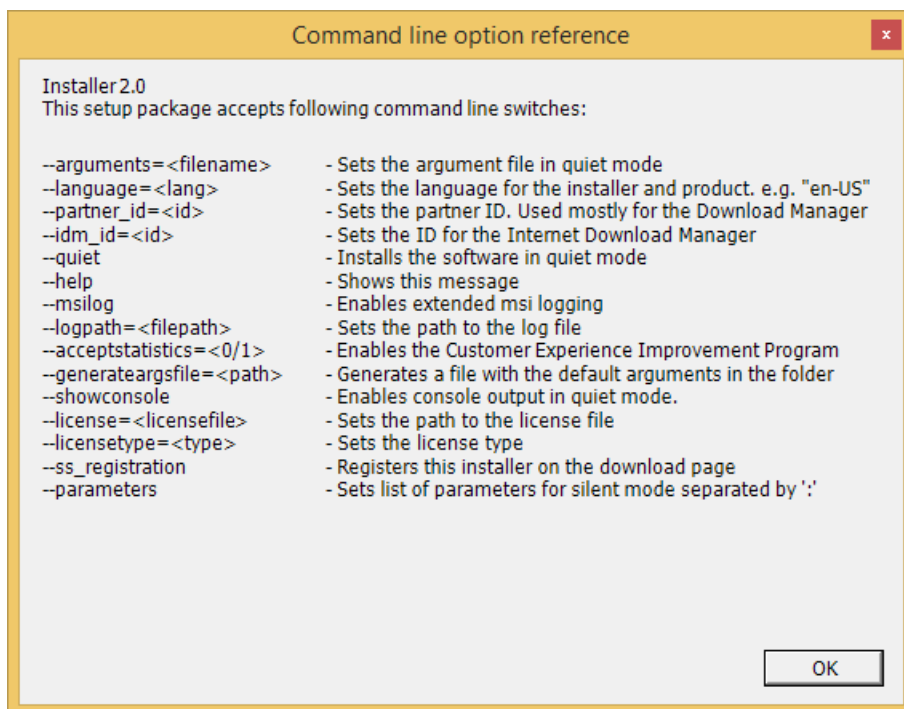 Command line option reference
x
Installer 2.0
This setup package accepts following command line switches:
--arguments=<filename> - Sets the argument file in quiet mode
--language=<lang> - Sets the language for the installer and product. e.g. "en-US"
--partner_id=<id> - Sets the partner ID. Used mostly for the Download Manager
--idm_id=<id> - Sets the ID for the Internet Download Manager
--quiet - Installs the software in quiet mode
--help - Shows this message
--msilog - Enables extended msi logging
--logpath=<filepath> - Sets the path to the log file
--acceptstatistics=<0/1> - Enables the Customer Experience Improvement Program
--generateargsfile=<path> - Generates a file with the default arguments in the folder
--showconsole - Enables console output in quiet mode.
--license=<licensefile> - Sets the path to the license file
--licensetype=<type> - Sets the license type
--ss_registration - Registers this installer on the download page
--parameters - Sets list of parameters for silent mode separated by ':'
OK